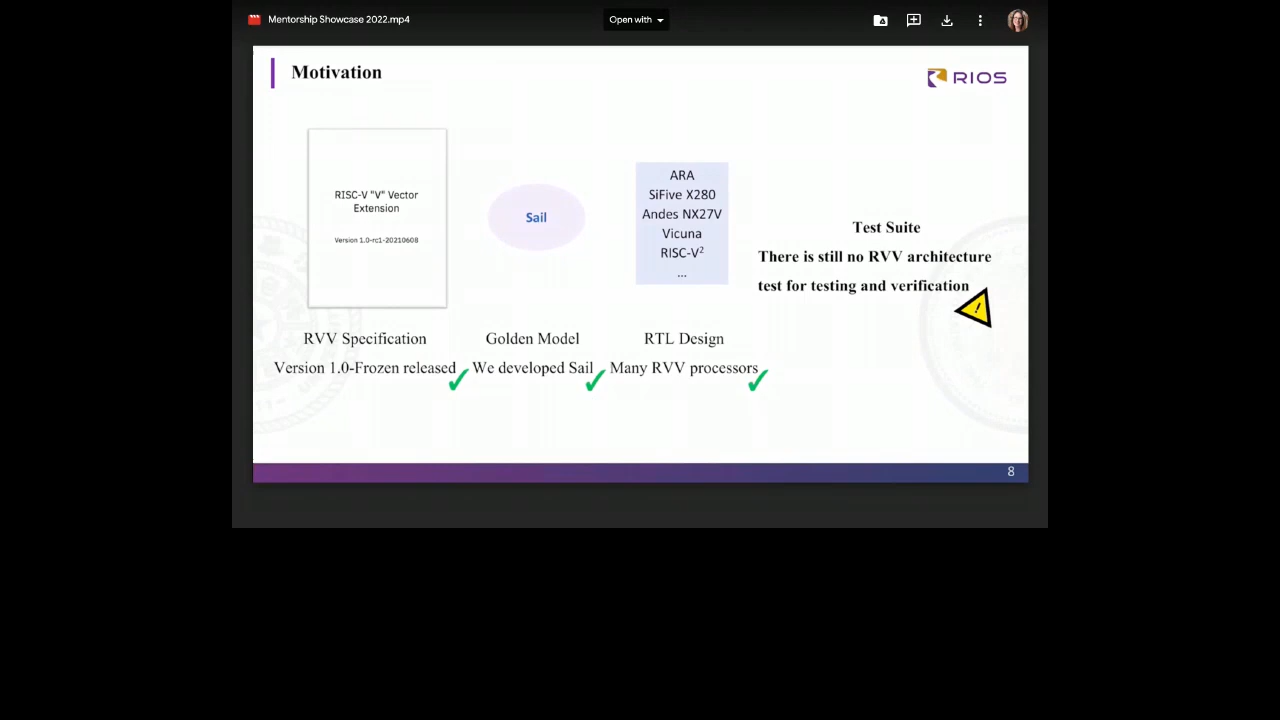 Mentorship Showcase 2022.mp4
Open with
Motivation
RIOS
RISC-V "V" Vector
Extension
Version 1.0-rc1-20210608
Sail
ARA
SiFive X280
Andes NX27V
Vicuna
RISC-V²
...
Test Suite
There is still no RVV architecture
test for testing and verification
!
RVV Specification
Version 1.0-Frozen released
Golden Model
We developed Sail
RTL Design
Many RVV processors
8